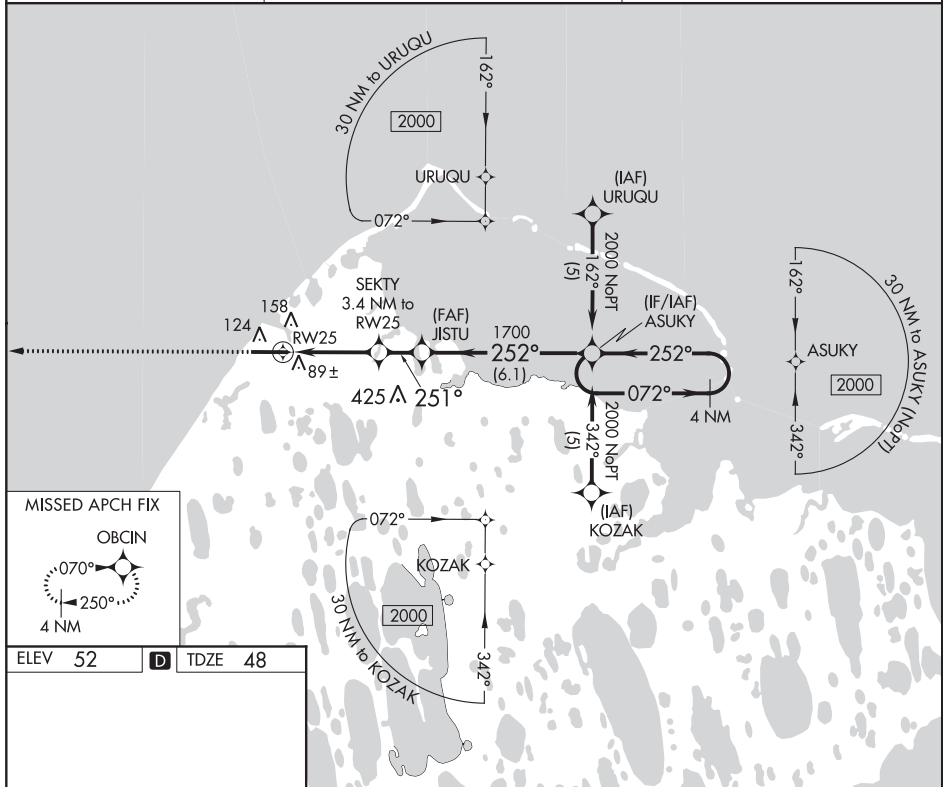 30 NM to URUQU
162°
2000
URUQU
072°
(IAF)
URUQU
2000 NoPT
162°
(5)
SEKTY
3.4 NM to
RW25
(FAF)
JISTU
1700
252°
(6.1)
(IF/IAF)
ASUKY
252°
072°
4 NM
158
124
RW25
89±
425
251°
162°
30 NM to ASUKY (NoPT)
ASUKY
2000
342°
2000 NoPT
342°
(5)
(IAF)
KOZAK
MISSED APCH FIX
OBCIN
070°
250°
4 NM
072°
KOZAK
2000
30 NM to KOZAK
342°
ELEV 52 D TDZE 48